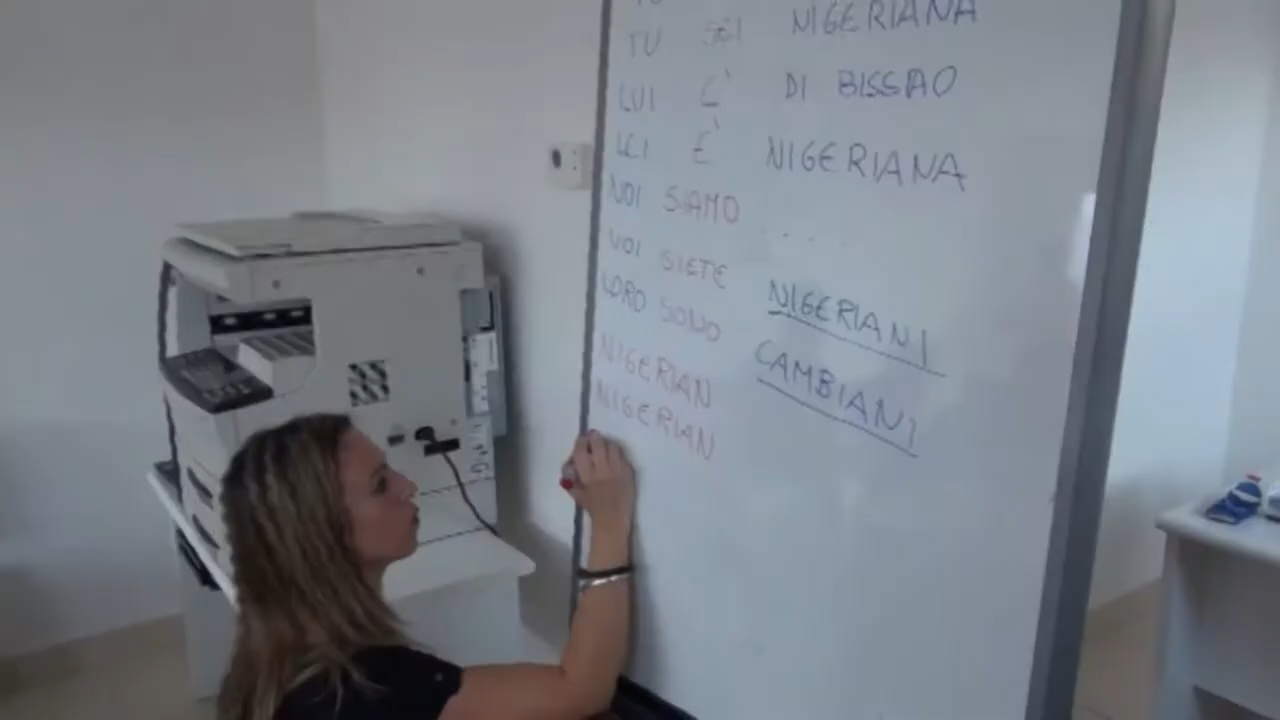 TU SEI NIGERIANA
LUI È DI BISSAO
LEI È NIGERIANA
NOI SIAMO ....
VOI SIETE NIGERIANI
LORO SONO CAMBIANI
NIGERIAN
NIGERIAN